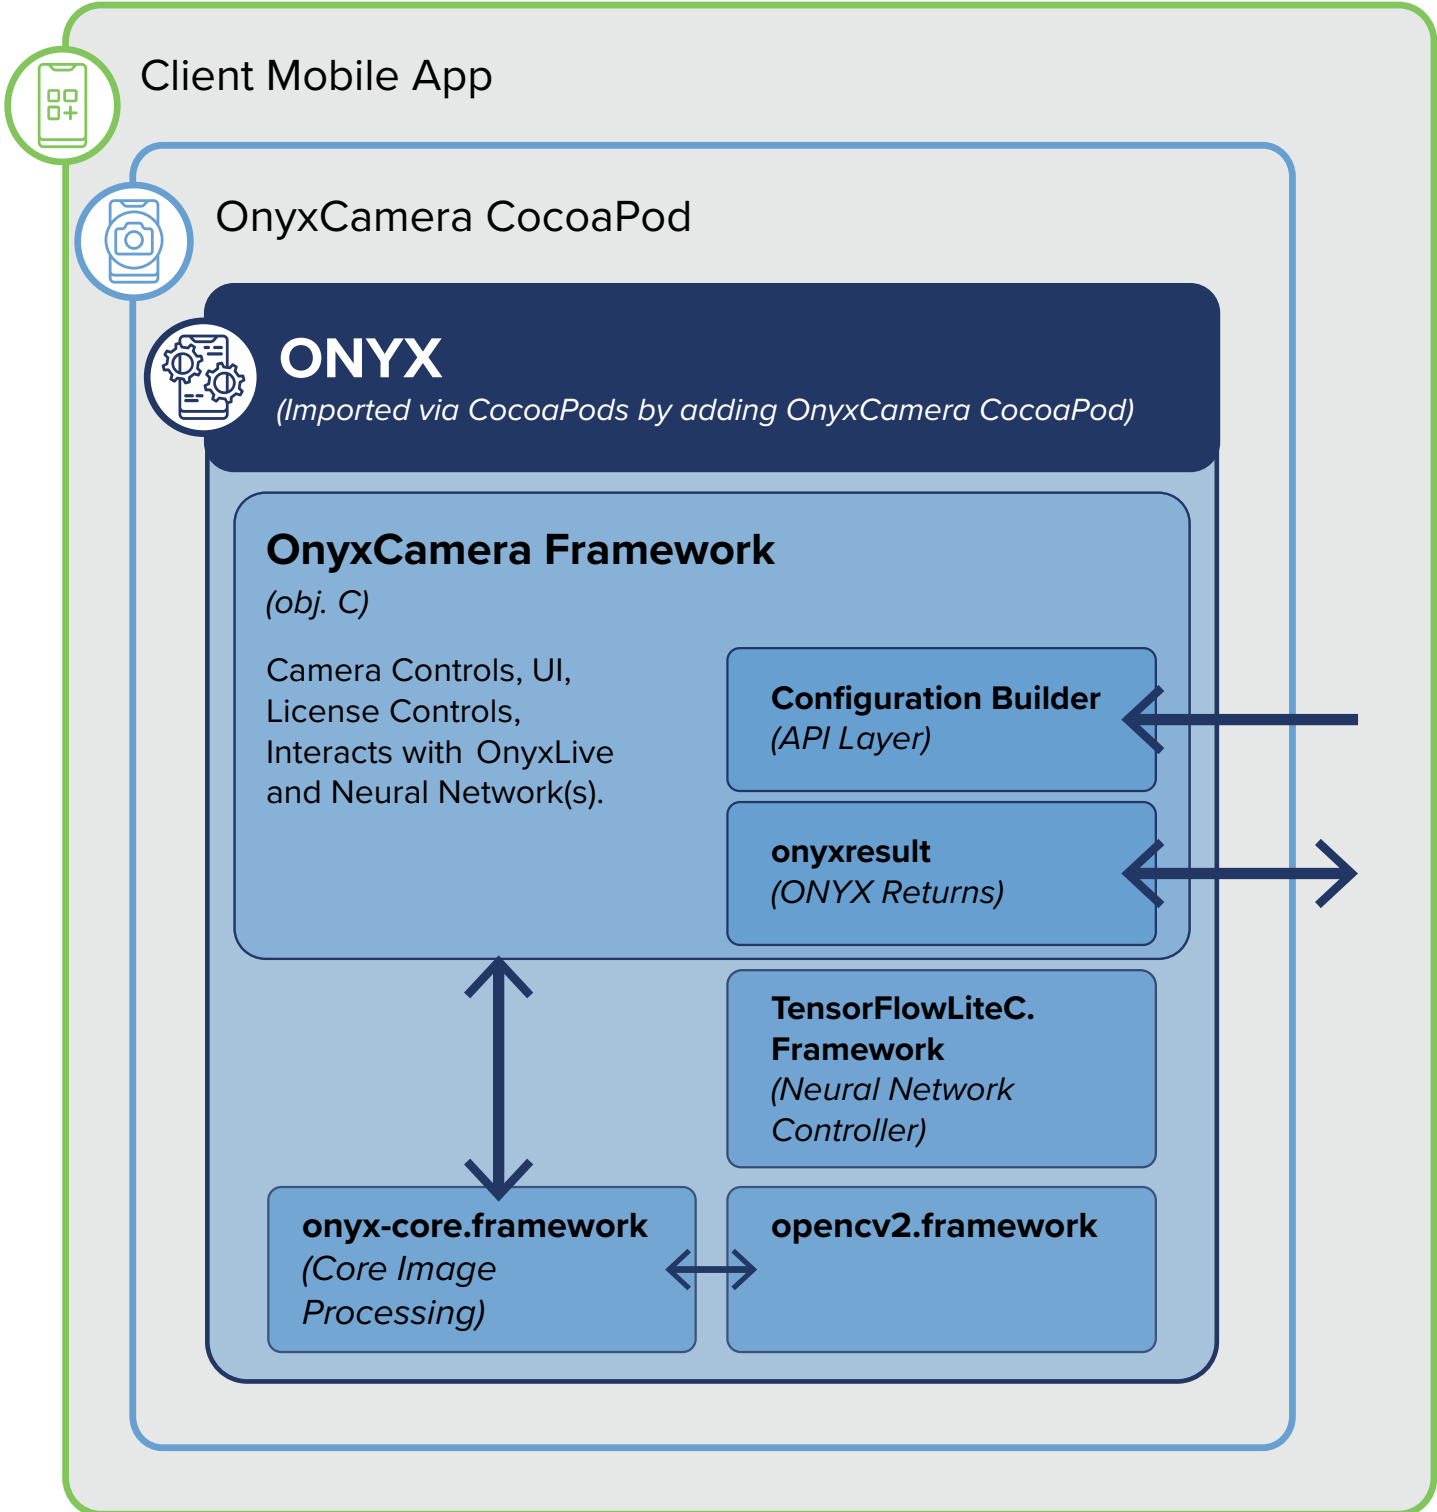 Client Mobile App
OnyxCamera CocoaPod
ONYX
(Imported via CocoaPods by adding OnyxCamera CocoaPod)
OnyxCamera Framework
(obj. C)
Camera Controls, UI,
License Controls,
Interacts with OnyxLive
and Neural Network(s).
Configuration Builder
(API Layer)
onyxresult
(ONYX Returns)
TensorFlowLiteC.
Framework
(Neural Network
Controller)
onyx-core.framework
(Core Image
Processing)
opencv2.framework